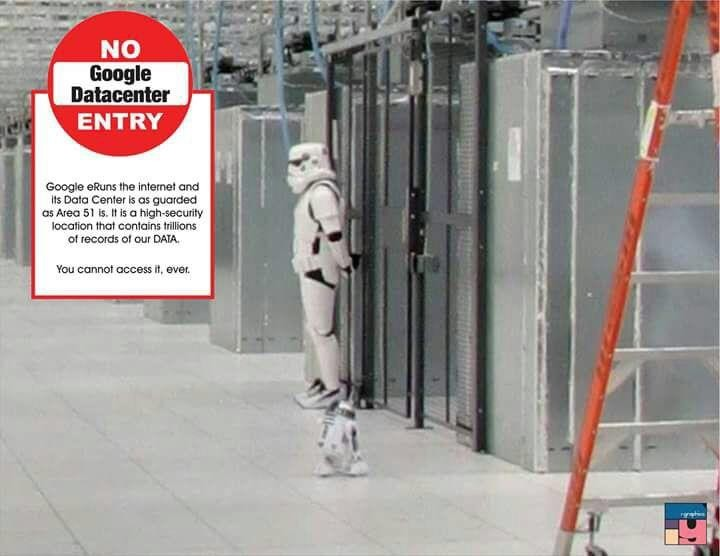 NO
Google
Datacenter
ENTRY
Google eRuns the internet and
its Data Center is as guarded
as Area 51 is. It is a high-security
location that contains trillions
of records of our DATA.
You cannot access it, ever.
rgraphics